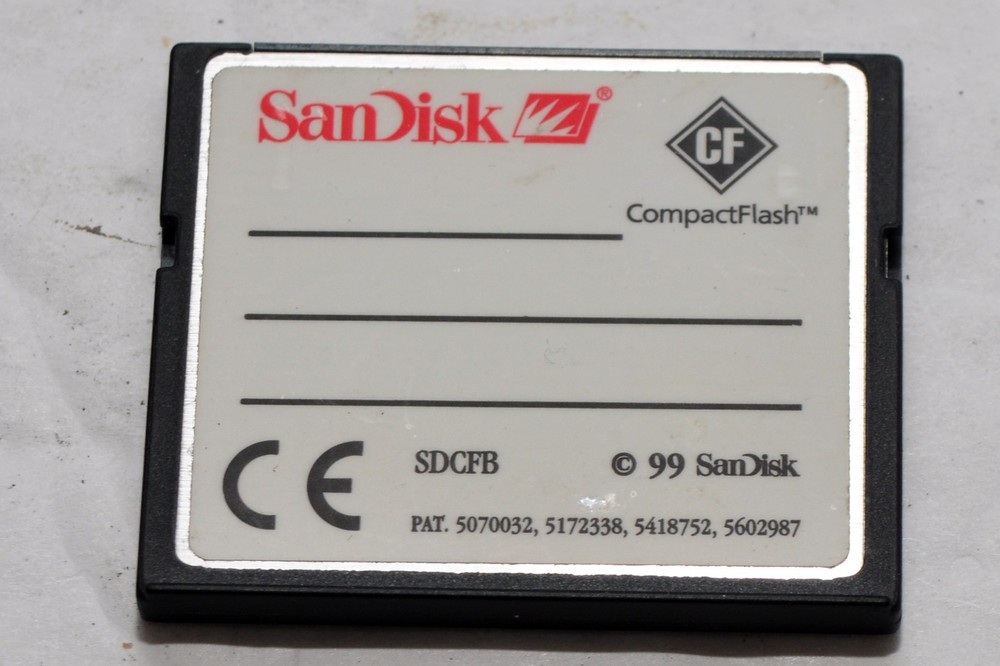 SanDisk ®
CF
CompactFlash™
CE SDCFB © 99 SanDisk
PAT. 5070032, 5172338, 5418752, 5602987